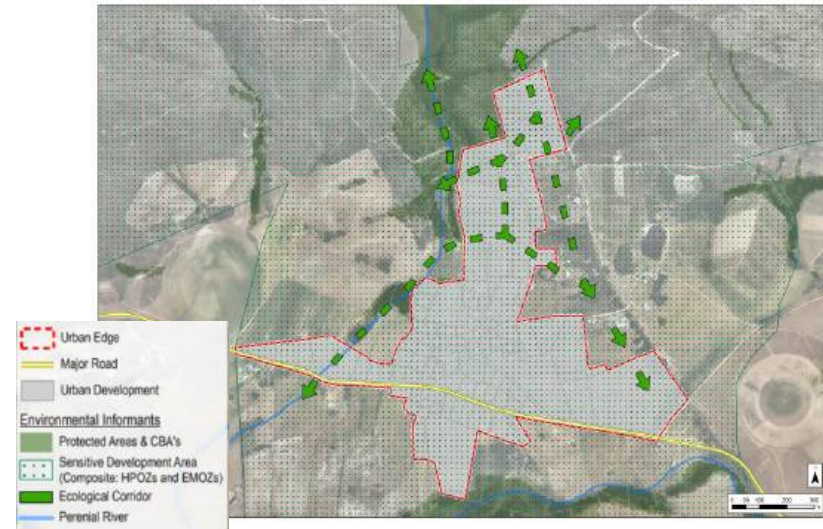 Urban Edge
Major Road
Urban Development
Environmental Informants
Protected Areas & CBA's
Sensitive Development Area
(Composite: HPOZs and EMOZs)
Ecological Corridor
Perenial River